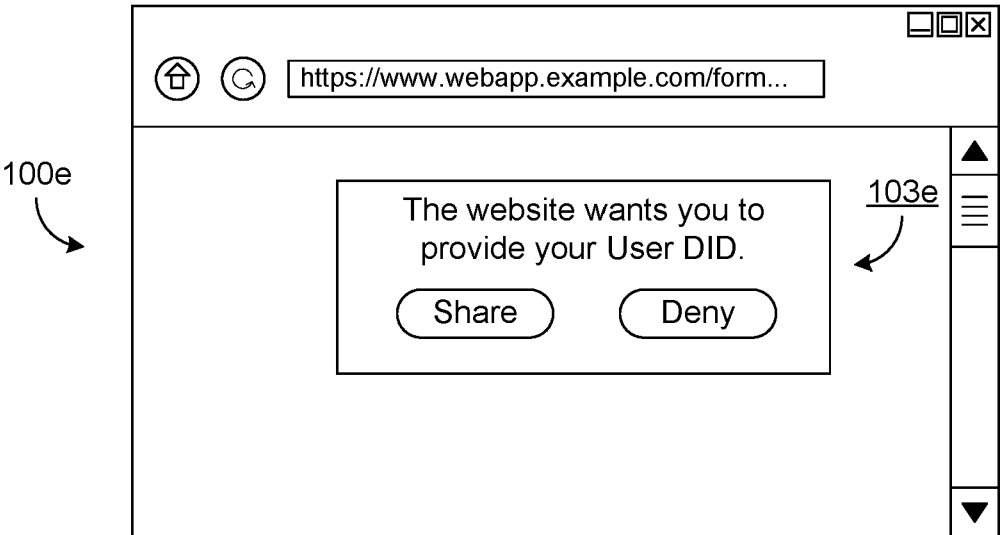 https://www.webapp.example.com/form...
100e
103e
The website wants you to
provide your User DID.
Share
Deny